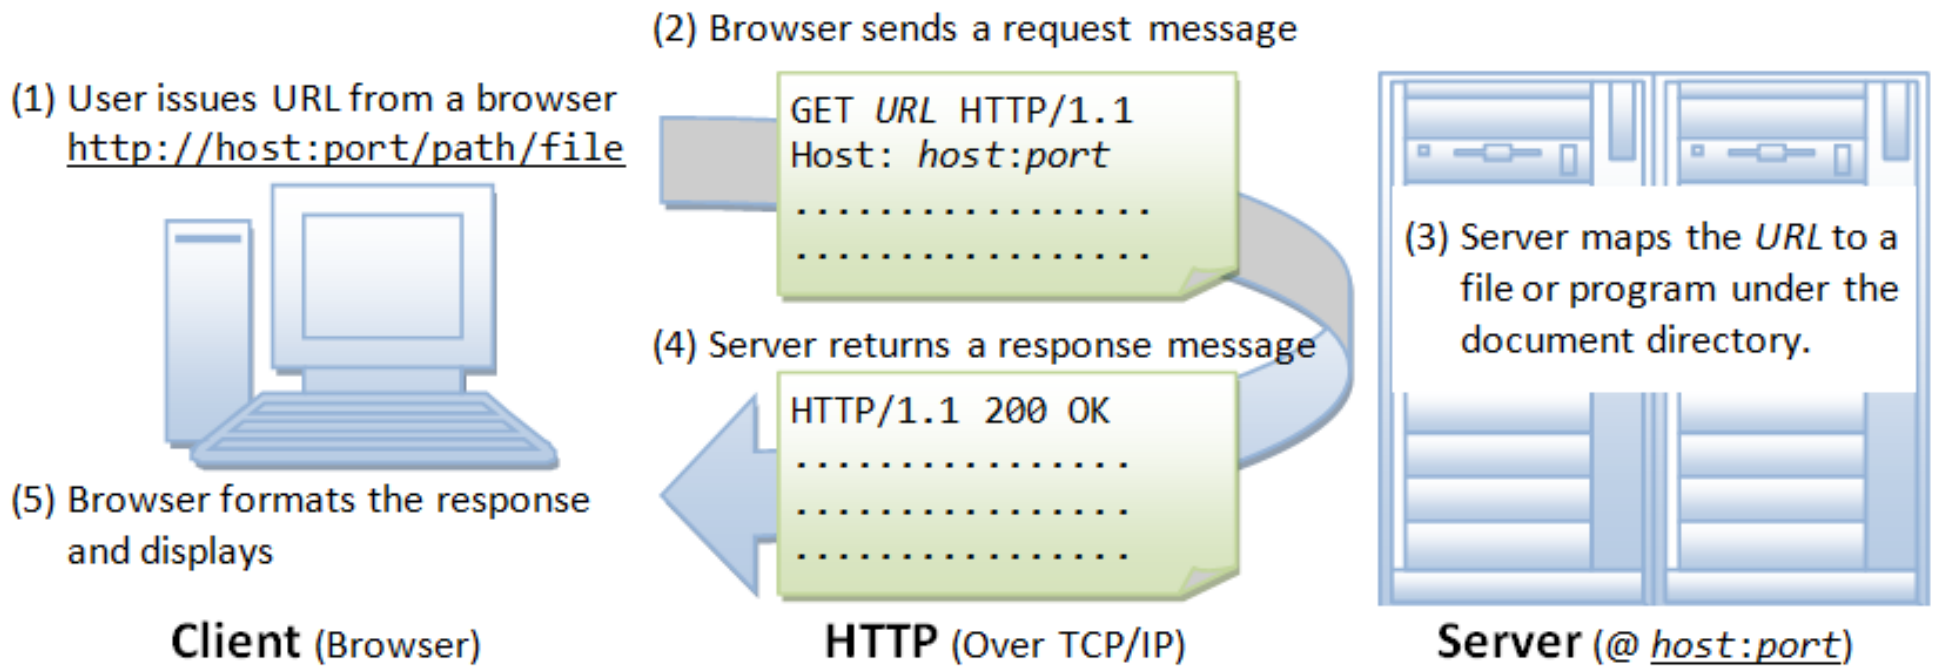 (1) User issues URL from a browser
http://host:port/path/file
(2) Browser sends a request message
GET URL HTTP/1.1
Host: host:port
.................
.................
(3) Server maps the URL to a
file or program under the
document directory.
(4) Server returns a response message
HTTP/1.1 200 OK
................
................
................
(5) Browser formats the response
and displays
Client (Browser)
HTTP (Over TCP/IP)
Server (@ host:port)